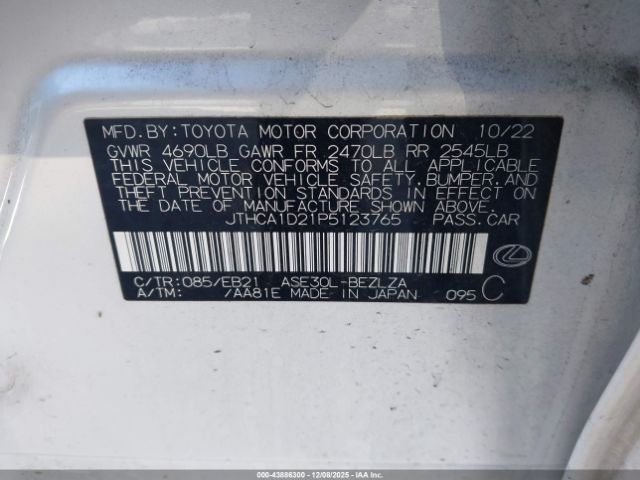 MFD.BY:TOYOTA MOTOR CORPORATION 10/22
GVWR 4690LB GAWR FR 2470LB RR 2545LB
THIS VEHICLE CONFORMS TO ALL APPLICABLE
FEDERAL MOTOR VEHICLE SAFETY, BUMPER, AND
THEFT PREVENTION STANDARDS IN EFFECT ON
THE DATE OF MANUFACTURE SHOWN ABOVE.
JTHCA1D21P5123765 PASS.CAR
C/TR: 085/EB21 ASE30L-BEZLZA
A/TM: /AA81E MADE IN JAPAN 095 C
000-43886300 - 12/08/2025 - IAAI.COM